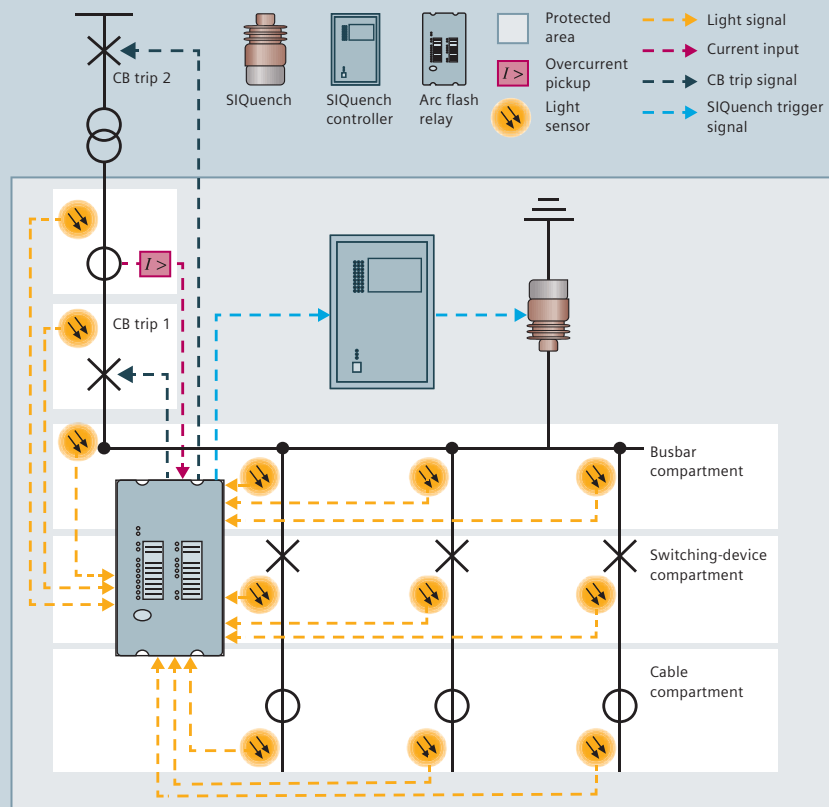 CB trip 2
SIQuench
SIQuench
controller
Arc flash
relay
Protected
area
I >
Overcurrent
pickup
Light
sensor
Light signal
Current input
CB trip signal
SIQuench trigger
signal
I >
CB trip 1
Busbar
compartment
Switching-device
compartment
Cable
compartment